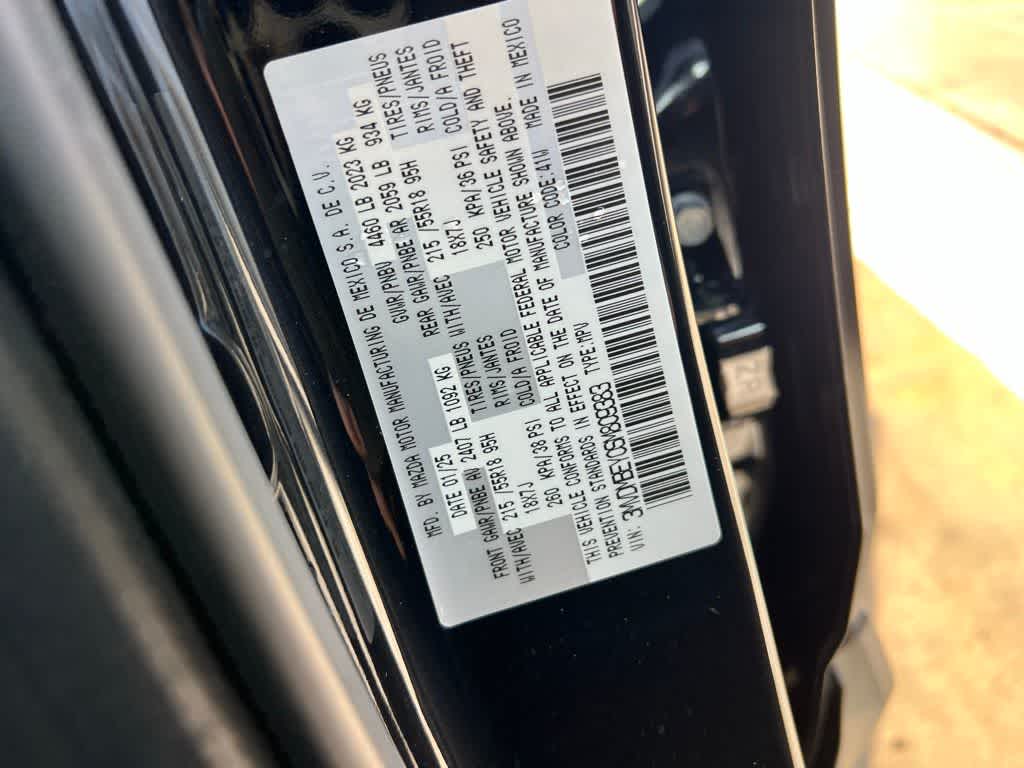 MFD. BY MAZDA MOTOR MANUFACTURING DE MEXICO S.A. DE C.V.
DATE 01/25 GVWR/PNBV 4460 LB 2023 KG
FRONT GAWR/PNBE AV 2407 LB 1092 KG REAR GAWR/PNBE AR 2059 LB 934 KG
WITH/AVEC 215 /55R18 95H TIRES/PNEUS WITH/AVEC 215 /55R18 95H TIRES/PNEUS
18X7J RIMS/JANTES 18X7J RIMS/JANTES
260 KPA/38 PSI COLD/A FROID 250 KPA/36 PSI COLD/A FROID
THIS VEHICLE CONFORMS TO ALL APPLICABLE FEDERAL MOTOR VEHICLE SAFETY AND THEFT
PREVENTION STANDARDS IN EFFECT ON THE DATE OF MANUFACTURE SHOWN ABOVE.
VIN: TYPE:MPV COLOR CODE:41W MADE IN MEXICO